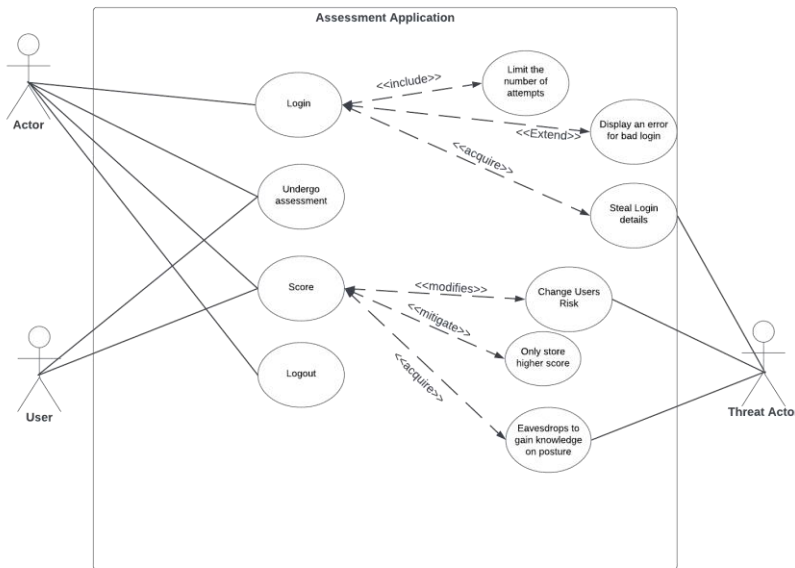 Assessment Application
Actor
Login
<<include>>
Limit the
number of
attempts
<<Extend>>
Display an error
for bad login
<<acquire>>
Steal Login
details
Undergo
assessment
Score
<<modifies>>
Change Users
Risk
<<mitigate>>
Only store
higher score
<<acquire>>
Eavesdrops to
gain knowledge
on posture
Logout
User
Threat Acto